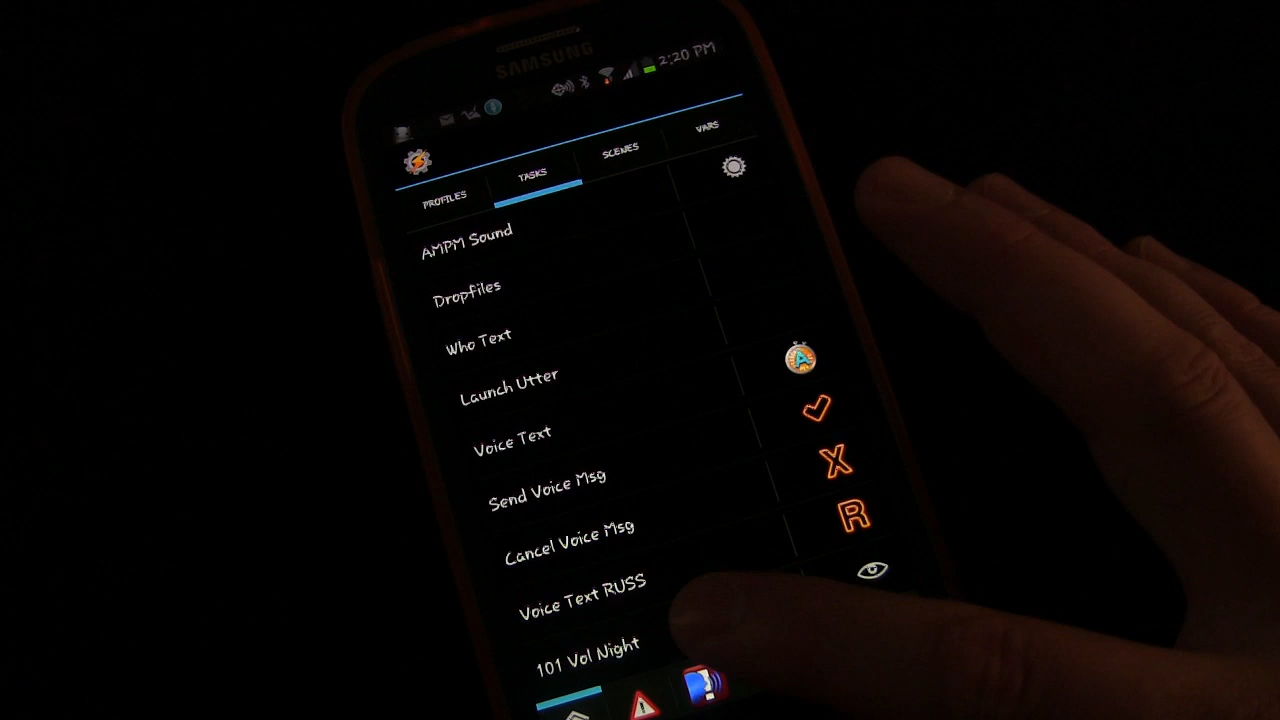 SAMSUNG
2:20 PM
PROFILES TASKS SCENES VARS
AMPM Sound
Dropfiles
Who Text
Launch Utter
A
Voice Text
Send Voice Msg
X
Cancel Voice Msg
R
Voice Text RUSS
101 Vol Night